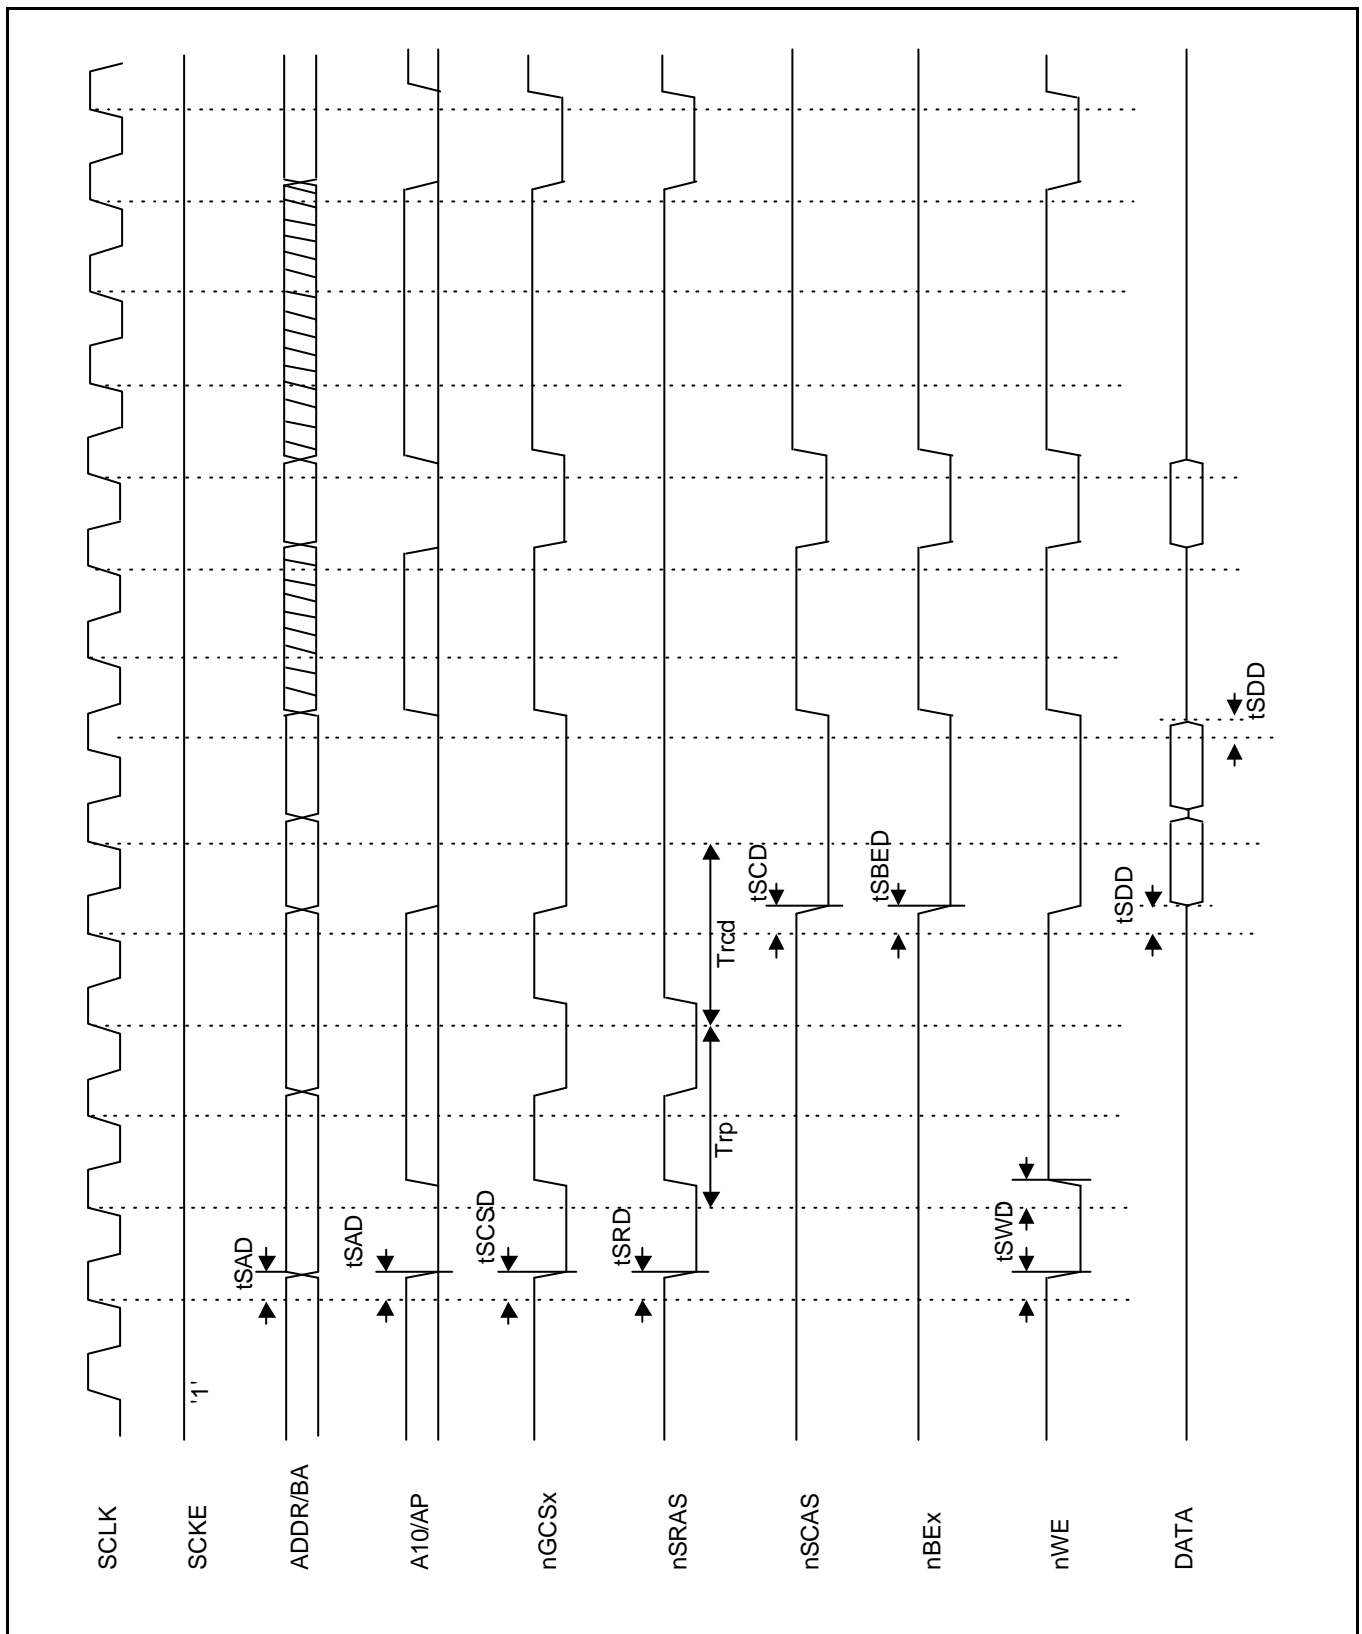 SCLK
SCKE
'1'
ADDR/BA
tSAD
A10/AP
tSAD
nGCSx
tSCSD
nSRAS
tSRD
Trp
Trcd
nSCAS
tSCD
nBEx
tSBED
nWE
tSWD
DATA
tSDD
tSDD